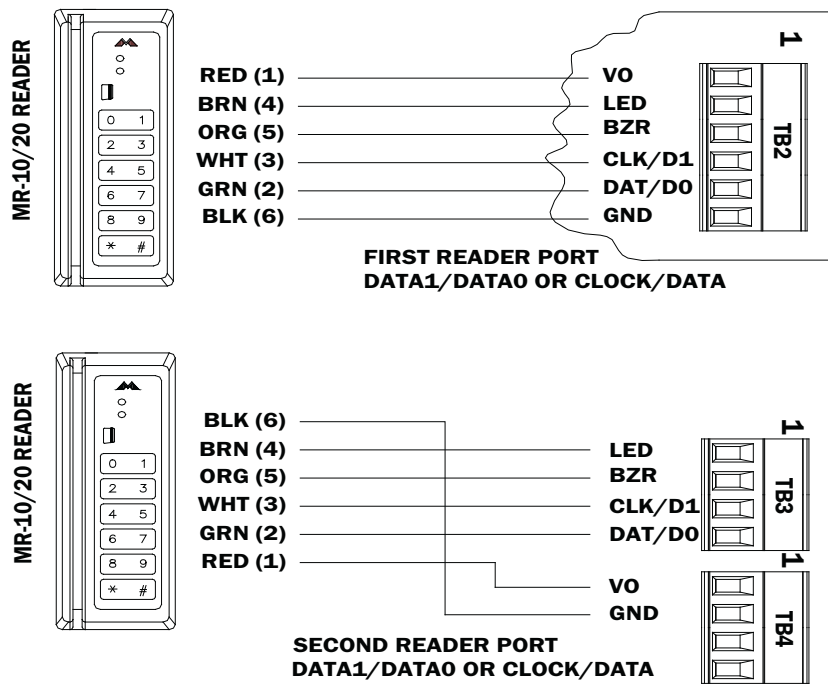 MR-10/20 READER
0 1
2 3
4 5
6 7
8 9
* #
RED (1)
BRN (4)
ORG (5)
WHT (3)
GRN (2)
BLK (6)
VO
LED
BZR
CLK/D1
DAT/D0
GND
1
TB2
FIRST READER PORT
DATA1/DATA0 OR CLOCK/DATA
MR-10/20 READER
0 1
2 3
4 5
6 7
8 9
* #
BLK (6)
BRN (4)
ORG (5)
WHT (3)
GRN (2)
RED (1)
LED
BZR
CLK/D1
DAT/D0
1
TB3
VO
GND
1
TB4
SECOND READER PORT
DATA1/DATA0 OR CLOCK/DATA